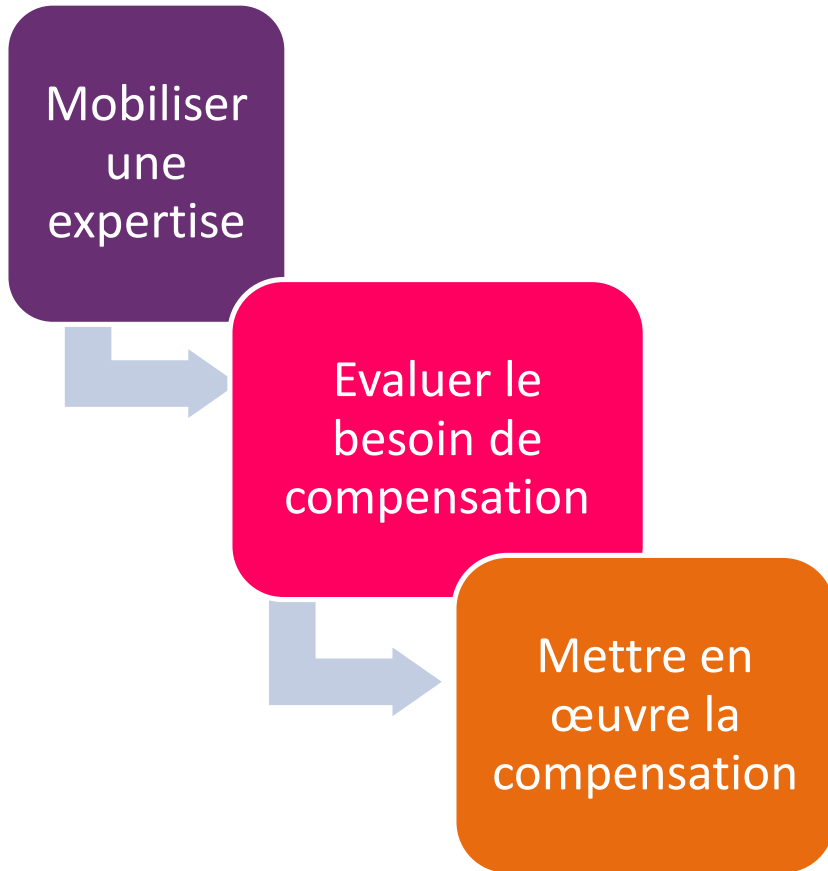 Mobiliser
une
expertise
Evaluer le
besoin de
compensation
Mettre en
œuvre la
compensation